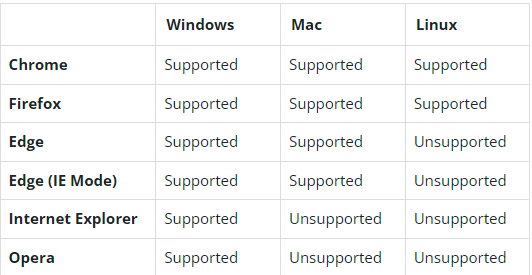 Windows Mac Linux
Chrome Supported Supported Supported
Firefox Supported Supported Supported
Edge Supported Supported Unsupported
Edge (IE Mode) Supported Supported Unsupported
Internet Explorer Supported Unsupported Unsupported
Opera Supported Unsupported Unsupported